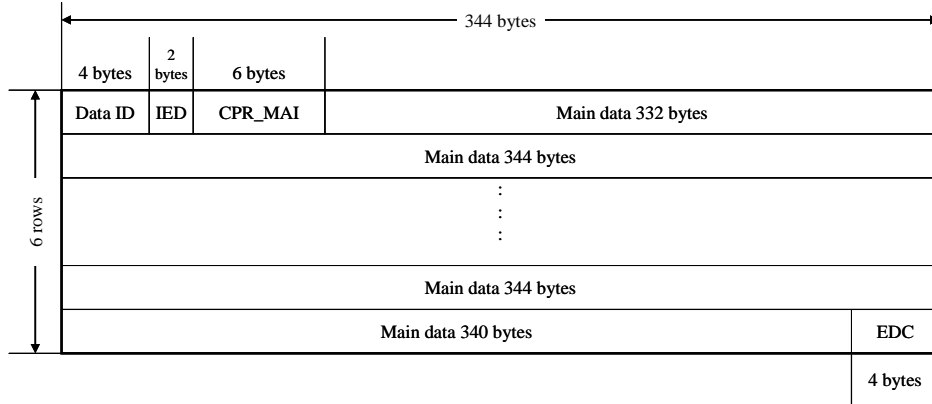 344 bytes
4 bytes
2
bytes
6 bytes
Data ID
IED
CPR_MAI
Main data 332 bytes
Main data 344 bytes
6 rows
Main data 344 bytes
Main data 340 bytes
EDC
4 bytes